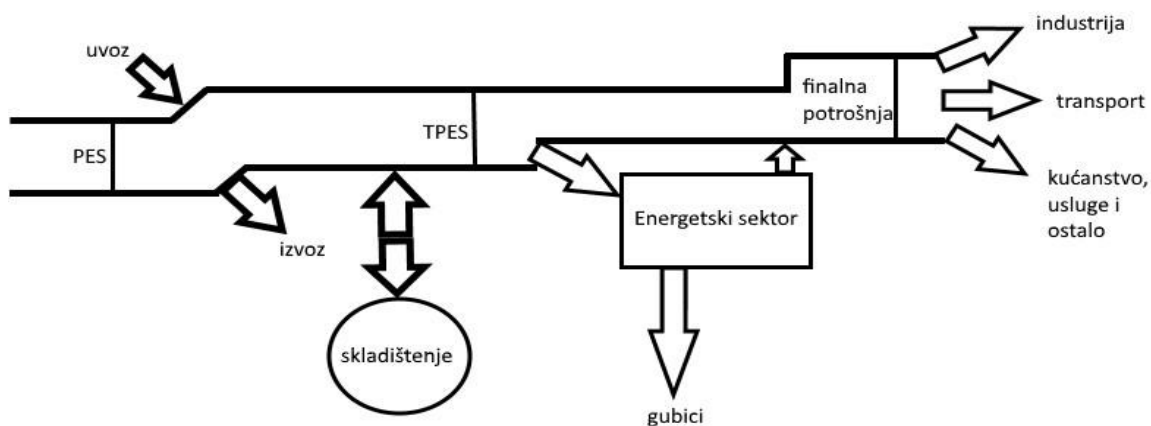 uvoz
industrija
finalna
potrošnja
transport
TPES
PES
kućanstvo,
usluge i
ostalo
Energetski sektor
izvoz
skladištenje
gubici